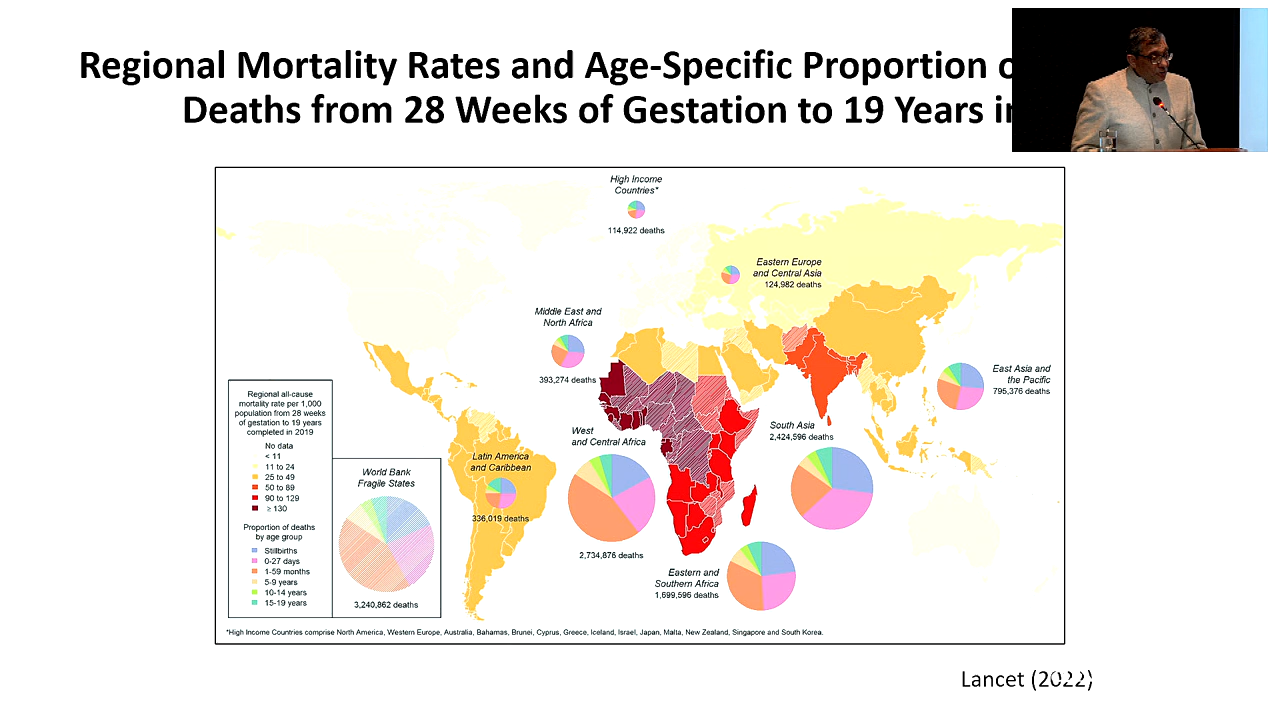 Regional Mortality Rates and Age-Specific Proportion
Deaths from 28 Weeks of Gestation to 19 Years
High Income
Countries*
114,922 deaths
Eastern Europe
and Central Asia
124,982 deaths
Middle East and
North Africa
393,274 deaths
East Asia and
the Pacific
795,376 deaths
South Asia
2,424,596 deaths
West
and Central Africa
2,734,876 deaths
Latin America
and Caribbean
336,019 deaths
Eastern and
Southern Africa
1,699,596 deaths
Regional all-cause
mortality rate per 1,000
population from 28 weeks
of gestation to 19 years
completed in 2019
No data
< 11
11 to 24
25 to 49
50 to 89
90 to 129
≥ 130
Proportion of deaths
by age group
Stillbirths
0-27 days
1-59 months
5-9 years
10-14 years
15-19 years
World Bank
Fragile States
3,240,862 deaths
*High Income Countries comprise North America, Western Europe, Australia, Bahamas, Brunei, Cyprus, Greece, Iceland, Israel, Japan, Malta, New Zealand, Singapore and South Korea.
Lancet (2022)